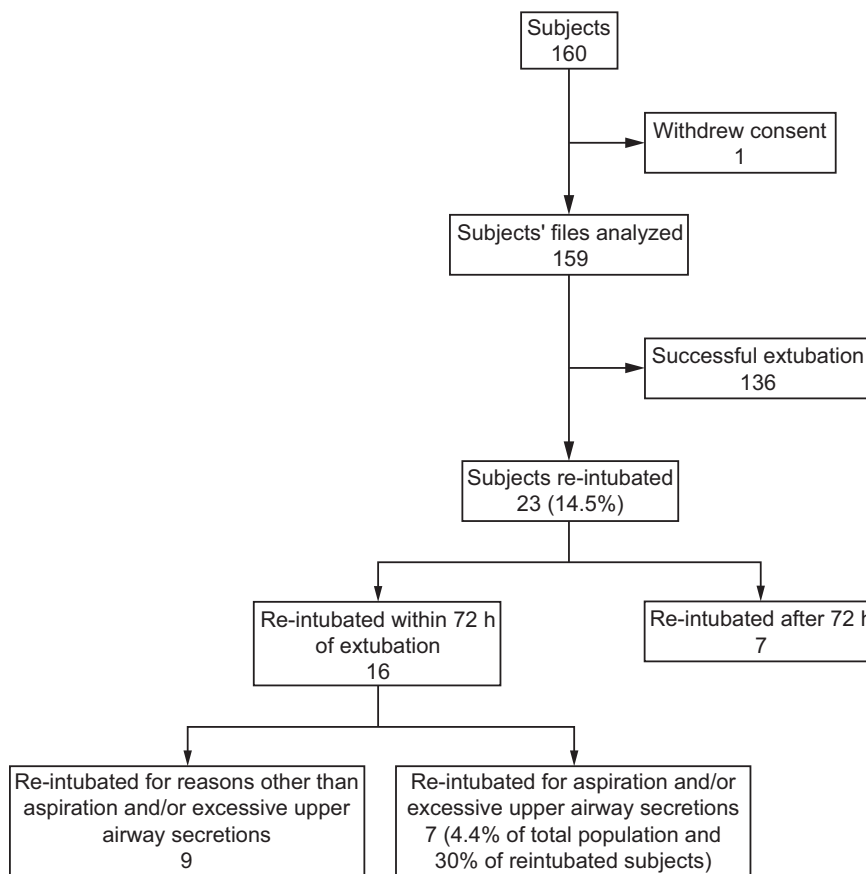 Subjects
160
Withdrew consent
1
Subjects' files analyzed
159
Successful extubation
136
Subjects re-intubated
23 (14.5%)
Re-intubated within 72 h
of extubation
16
Re-intubated after 72 h
7
Re-intubated for reasons other than
aspiration and/or excessive upper
airway secretions
9
Re-intubated for aspiration and/or
excessive upper airway secretions
7 (4.4% of total population and
30% of reintubated subjects)